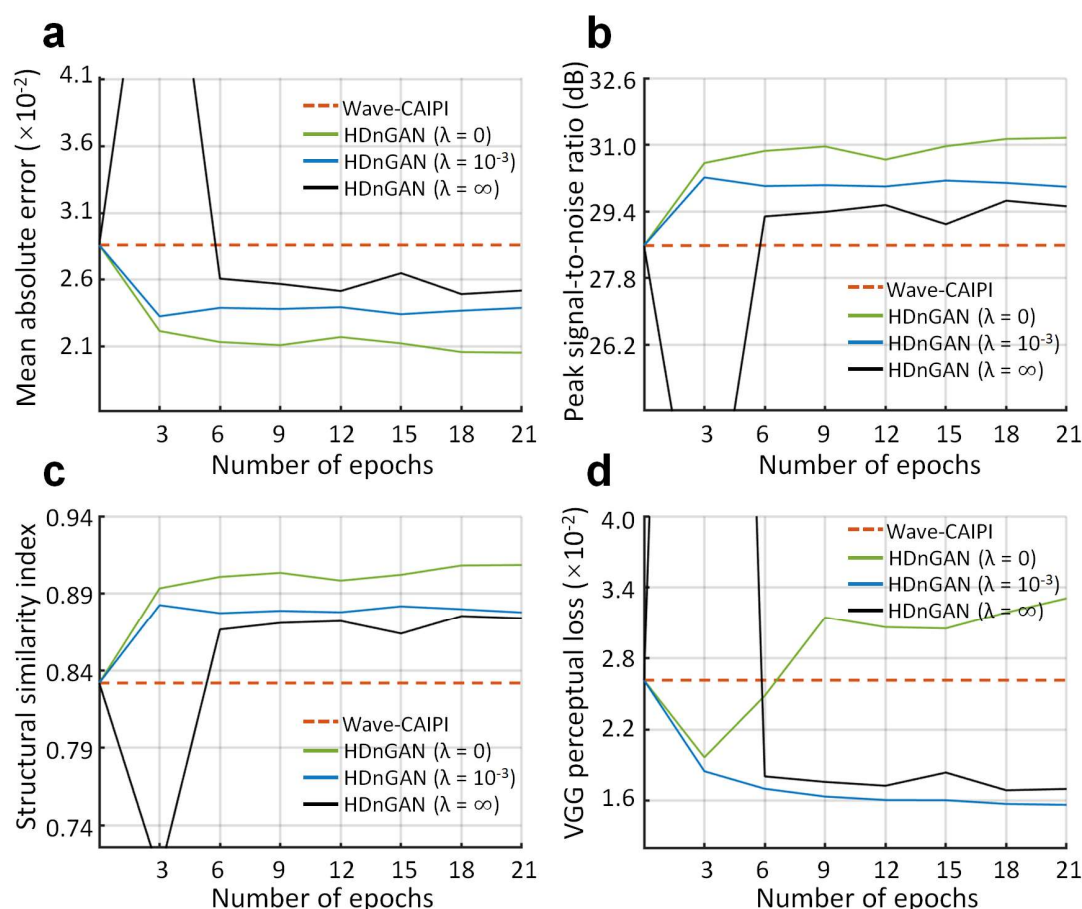 a
Mean absolute error (×10⁻²)
4.1
3.6
3.1
2.6
2.1
Wave-CAIPI
HDnGAN (λ = 0)
HDnGAN (λ = 10⁻³)
HDnGAN (λ = ∞)
3 6 9 12 15 18 21
Number of epochs
b
Peak signal-to-noise ratio (dB)
32.6
31.0
29.4
27.8
26.2
Wave-CAIPI
HDnGAN (λ = 0)
HDnGAN (λ = 10⁻³)
HDnGAN (λ = ∞)
3 6 9 12 15 18 21
Number of epochs
c
Structural similarity index
0.94
0.89
0.84
0.79
0.74
Wave-CAIPI
HDnGAN (λ = 0)
HDnGAN (λ = 10⁻³)
HDnGAN (λ = ∞)
3 6 9 12 15 18 21
Number of epochs
d
VGG perceptual loss (×10⁻²)
4.0
3.4
2.8
2.2
1.6
Wave-CAIPI
HDnGAN (λ = 0)
HDnGAN (λ = 10⁻³)
HDnGAN (λ = ∞)
3 6 9 12 15 18 21
Number of epochs